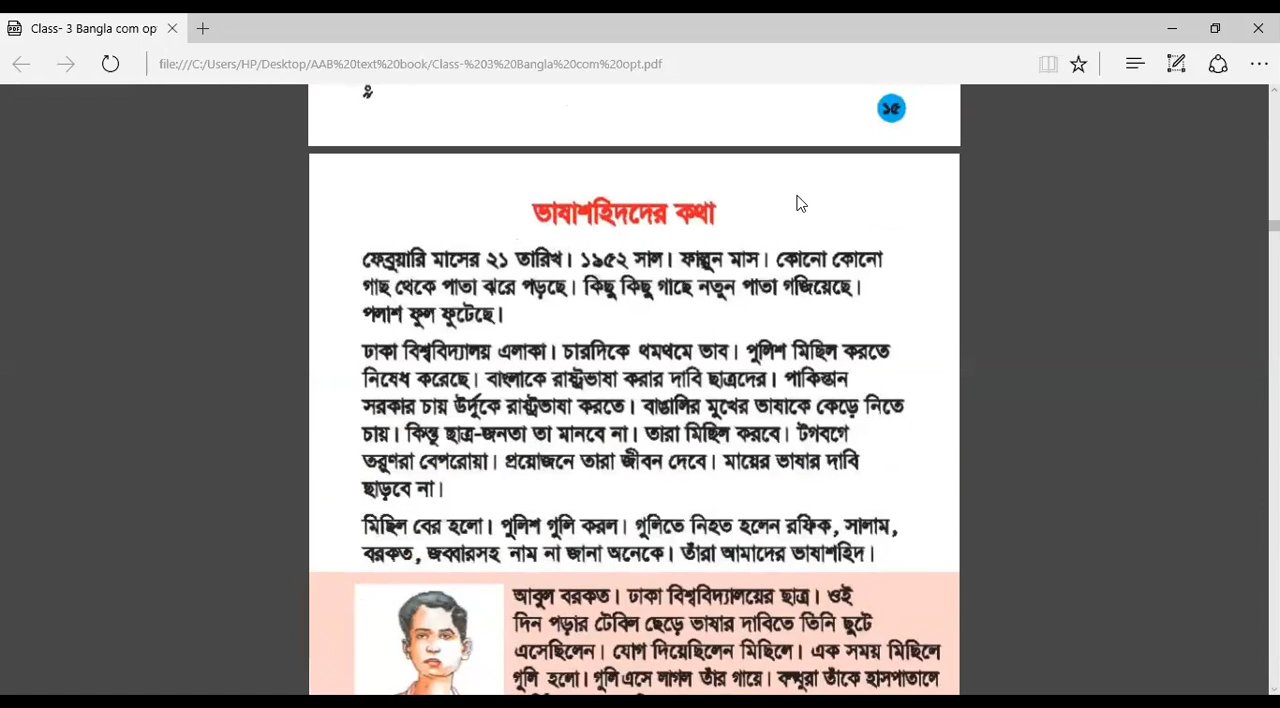 Class- 3 Bangla com op
file:///C:/Users/HP/Desktop/AAB%20text%20book/Class-%203%20Bangla%20com%20opt.pdf
১৫
ভাষাশহিদদের কথা
ফেব্রুয়ারি মাসের ২১ তারিখ। ১৯৫২ সাল। ফাল্গুন মাস। কোনো কোনো
গাছ থেকে পাতা ঝরে পড়ছে। কিছু কিছু গাছে নতুন পাতা গজিয়েছে।
পলাশ ফুল ফুটেছে।
ঢাকা বিশ্ববিদ্যালয় এলাকা। চারদিকে থমথমে ভাব। পুলিশ মিছিল করতে
নিষেধ করেছে। বাংলাকে রাষ্ট্রভাষা করার দাবি ছাত্রদের। পাকিস্তান
সরকার চায় উর্দুকে রাষ্ট্রভাষা করতে। বাঙালির মুখের ভাষাকে কেড়ে নিতে
চায়। কিন্তু ছাত্র-জনতা তা মানবে না। তারা মিছিল করবে। টগবগে
তরুণরা বেপরোয়া। প্রয়োজনে তারা জীবন দেবে। মায়ের ভাষার দাবি
ছাড়বে না।
মিছিল বের হলো। পুলিশ গুলি করল। গুলিতে নিহত হলেন রফিক, সালাম,
বরকত, জব্বারসহ নাম না জানা অনেকে। তাঁরা আমাদের ভাষাশহিদ।
আবুল বরকত। ঢাকা বিশ্ববিদ্যালয়ের ছাত্র। ওই
দিন পড়ার টেবিল ছেড়ে ভাষার দাবিতে তিনি ছুটে
এসেছিলেন। যোগ দিয়েছিলেন মিছিলে। এক সময় মিছিলে
গুলি হলো। গুলি এসে লাগল তাঁর গায়ে। বন্ধুরা তাঁকে হাসপাতালে